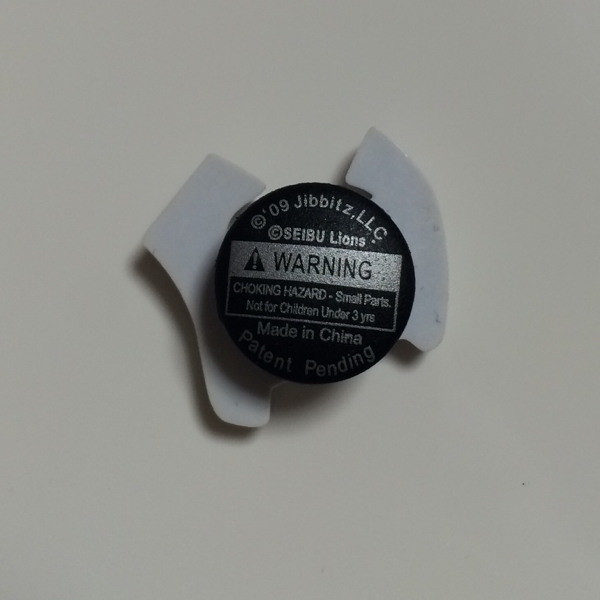 ©'09 Jibbitz, LLC.
©SEIBU Lions
WARNING
CHOKING HAZARD - Small Parts.
Not for Children Under 3 yrs
Made in China
Patent Pending